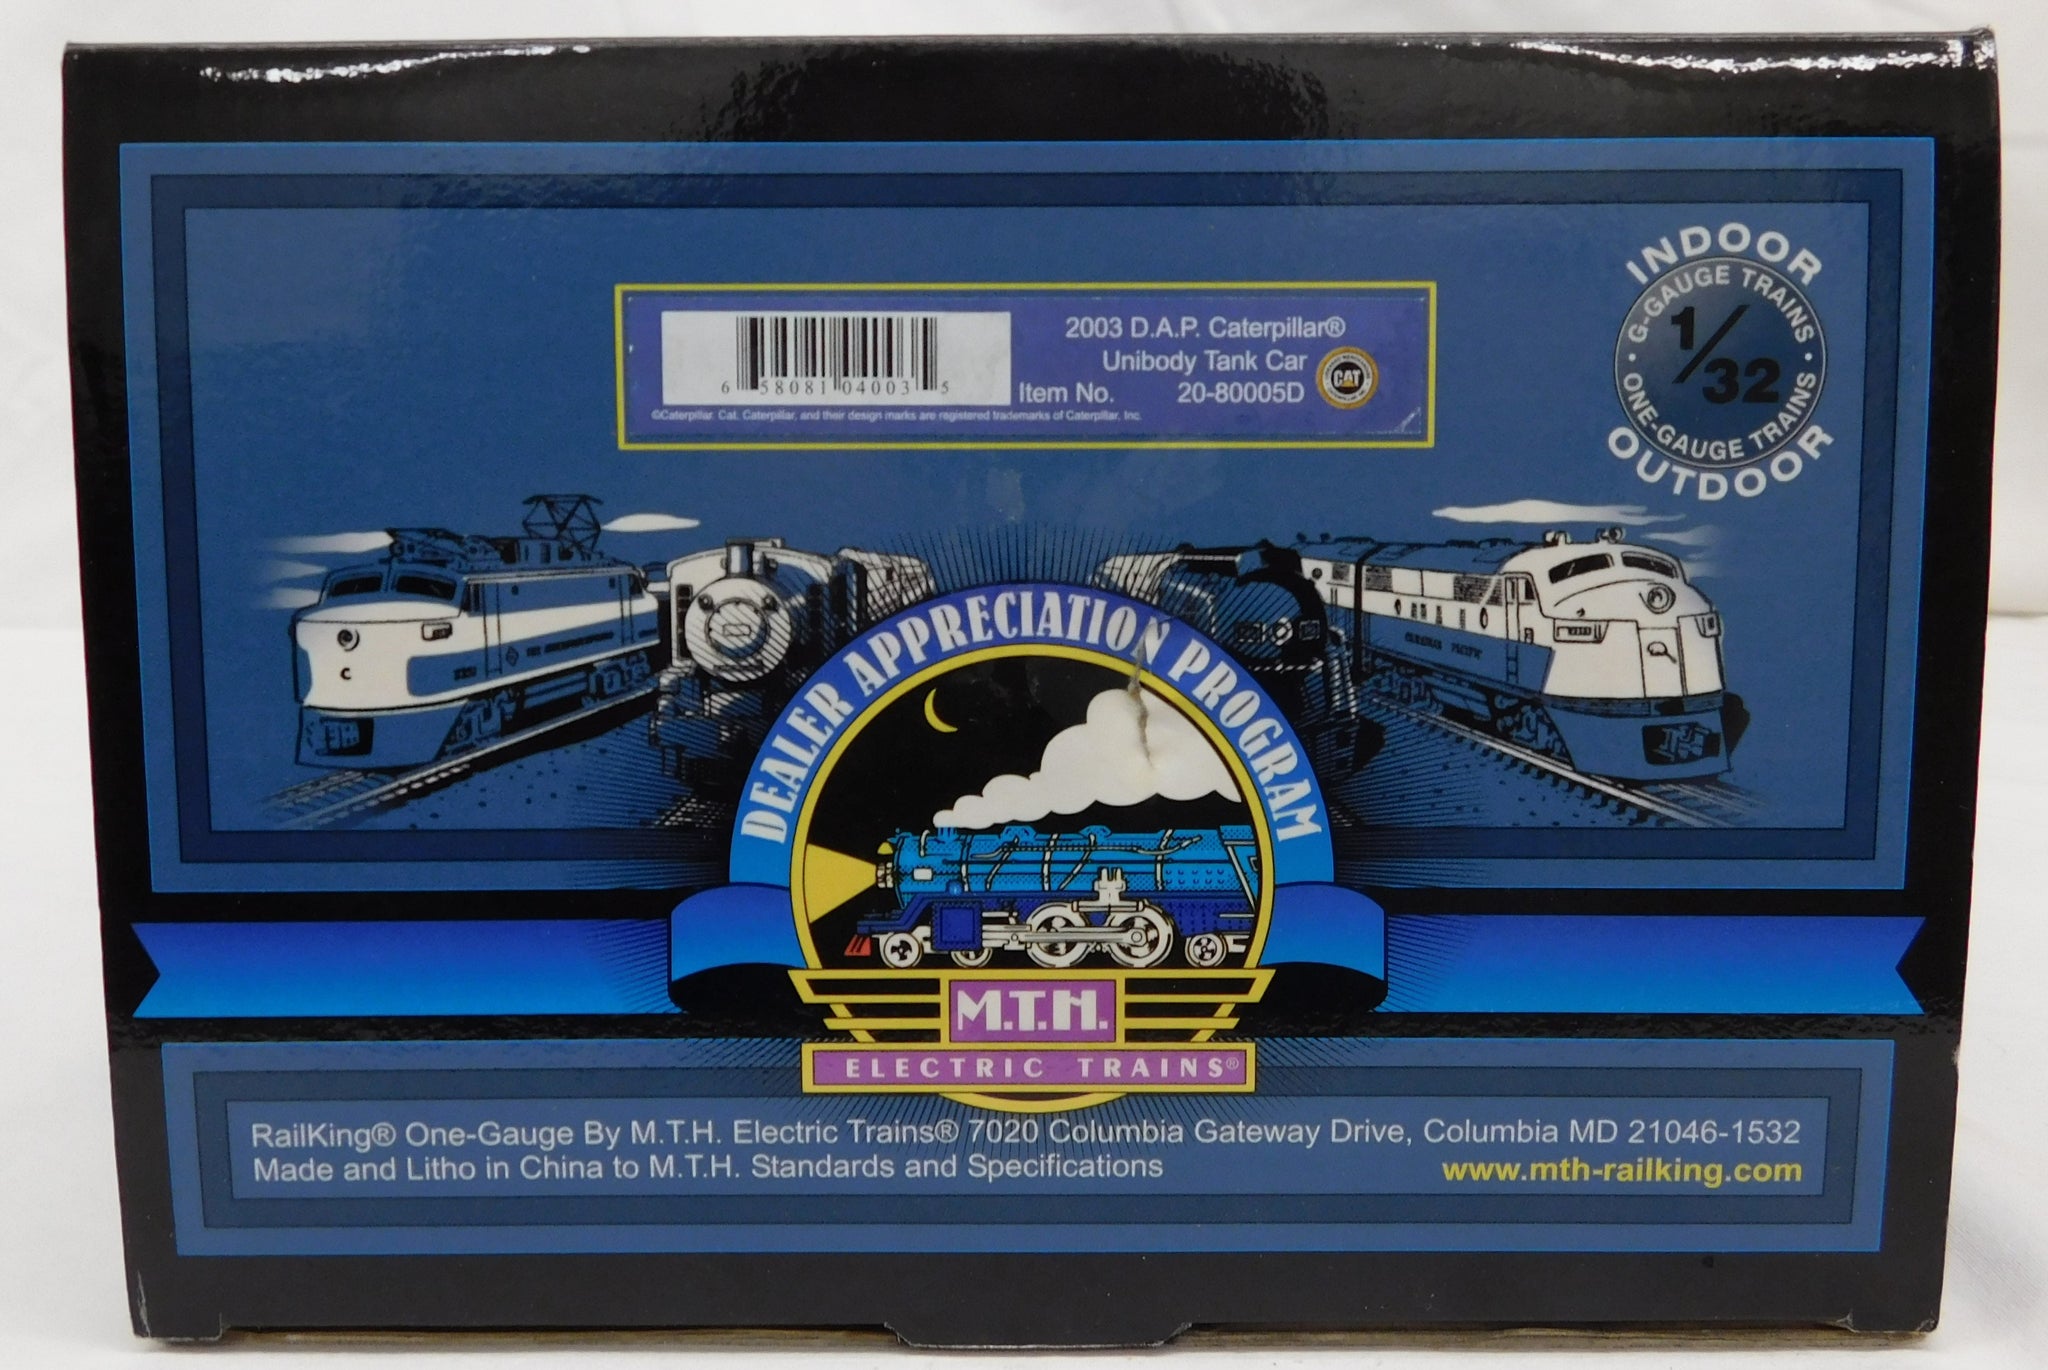 2003 D.A.P. Caterpillar®
Unibody Tank Car
Item No. 20-80005D
CAT
6 58081 04003 5
©Caterpillar. Cat, Caterpillar, and their design marks are registered trademarks of Caterpillar, Inc.
INDOOR
G-GAUGE TRAINS
1/32
ONE-GAUGE TRAINS
OUTDOOR
C
CANADIAN PACIFIC
DEALER APPRECIATION PROGRAM
M.T.H.
ELECTRIC TRAINS®
RailKing® One-Gauge By M.T.H. Electric Trains® 7020 Columbia Gateway Drive, Columbia MD 21046-1532
Made and Litho in China to M.T.H. Standards and Specifications
www.mth-railking.com